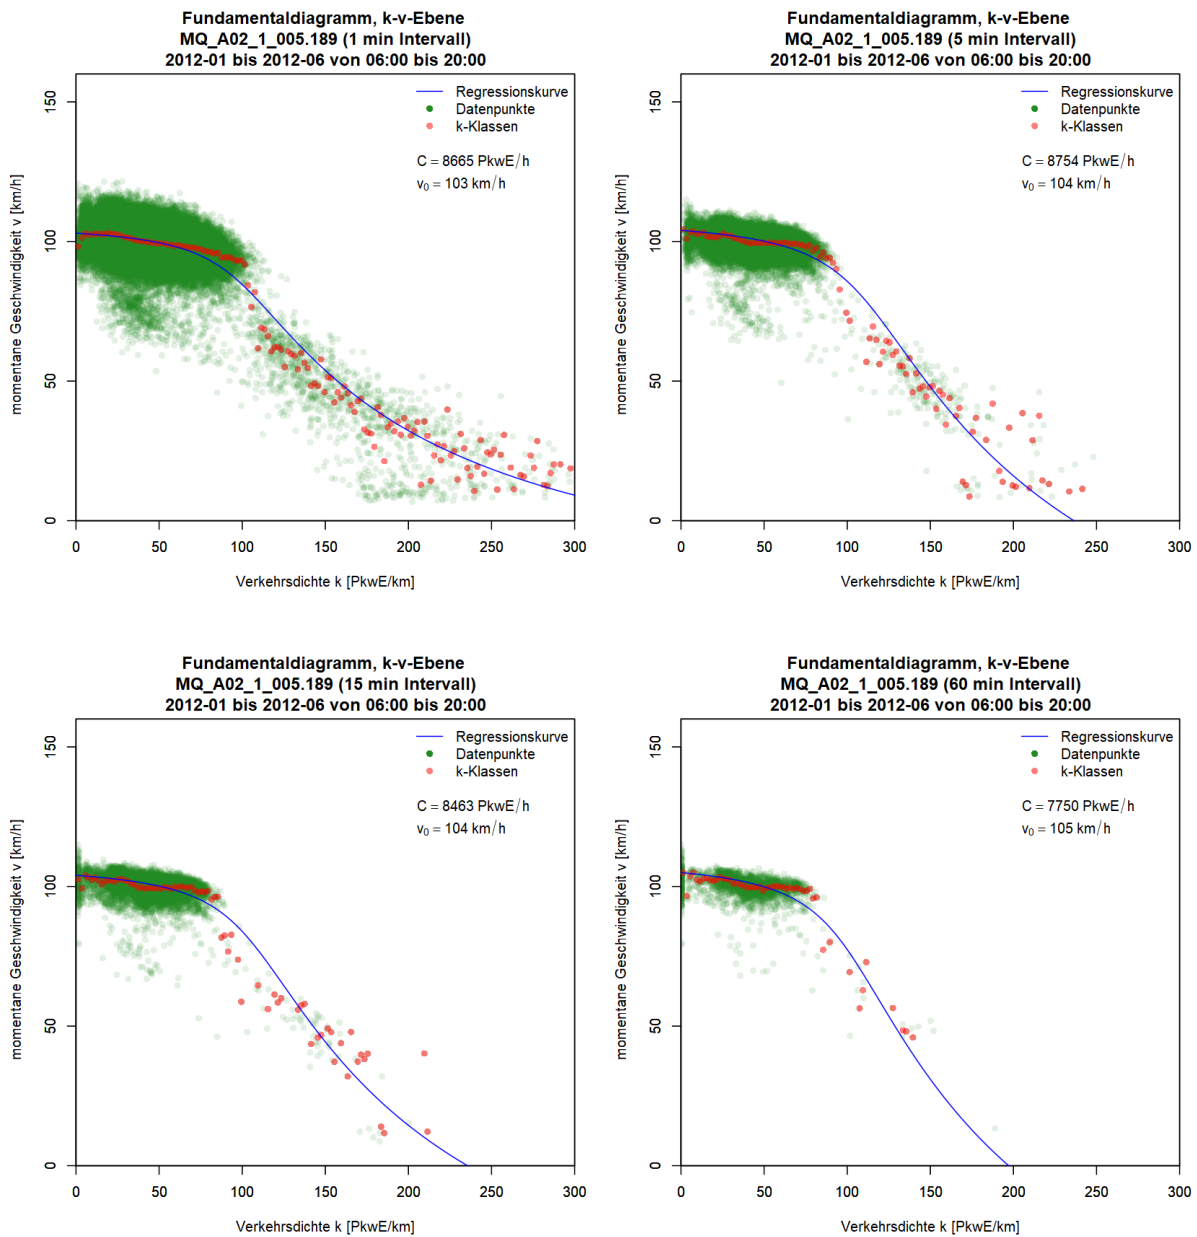 Fundamentaldiagramm, k-v-Ebene
MQ_A02_1_005.189 (1 min Intervall)
2012-01 bis 2012-06 von 06:00 bis 20:00
Regressionskurve
Datenpunkte
k-Klassen
C = 8665 PkwE/h
v0 = 103 km/h
momentane Geschwindigkeit v [km/h]
150
100
50
0
0 50 100 150 200 250 300
Verkehrsdichte k [PkwE/km]
Fundamentaldiagramm, k-v-Ebene
MQ_A02_1_005.189 (5 min Intervall)
2012-01 bis 2012-06 von 06:00 bis 20:00
Regressionskurve
Datenpunkte
k-Klassen
C = 8754 PkwE/h
v0 = 104 km/h
momentane Geschwindigkeit v [km/h]
150
100
50
0
0 50 100 150 200 250 300
Verkehrsdichte k [PkwE/km]
Fundamentaldiagramm, k-v-Ebene
MQ_A02_1_005.189 (15 min Intervall)
2012-01 bis 2012-06 von 06:00 bis 20:00
Regressionskurve
Datenpunkte
k-Klassen
C = 8463 PkwE/h
v0 = 104 km/h
momentane Geschwindigkeit v [km/h]
150
100
50
0
0 50 100 150 200 250 300
Verkehrsdichte k [PkwE/km]
Fundamentaldiagramm, k-v-Ebene
MQ_A02_1_005.189 (60 min Intervall)
2012-01 bis 2012-06 von 06:00 bis 20:00
Regressionskurve
Datenpunkte
k-Klassen
C = 7750 PkwE/h
v0 = 105 km/h
momentane Geschwindigkeit v [km/h]
150
100
50
0
0 50 100 150 200 250 300
Verkehrsdichte k [PkwE/km]